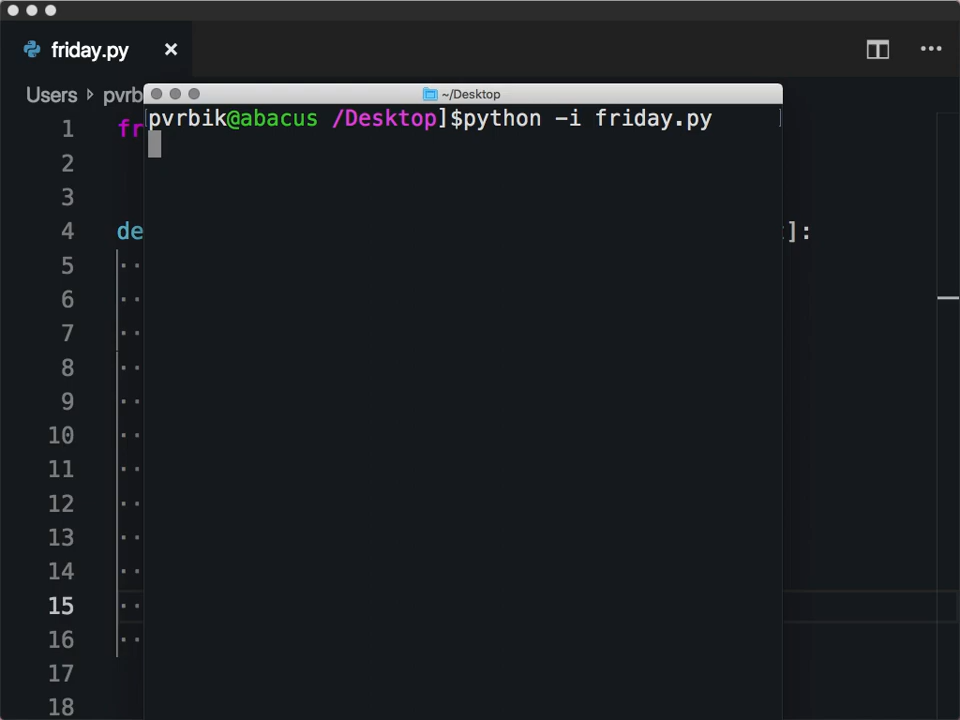 friday.py
Users pvrb
~/Desktop
pvrbik@abacus /Desktop]$python -i friday.py
1 fr
2
3
4 de ]:
5
6
7
8
9
10
11
12
13
14
15
16
17
18